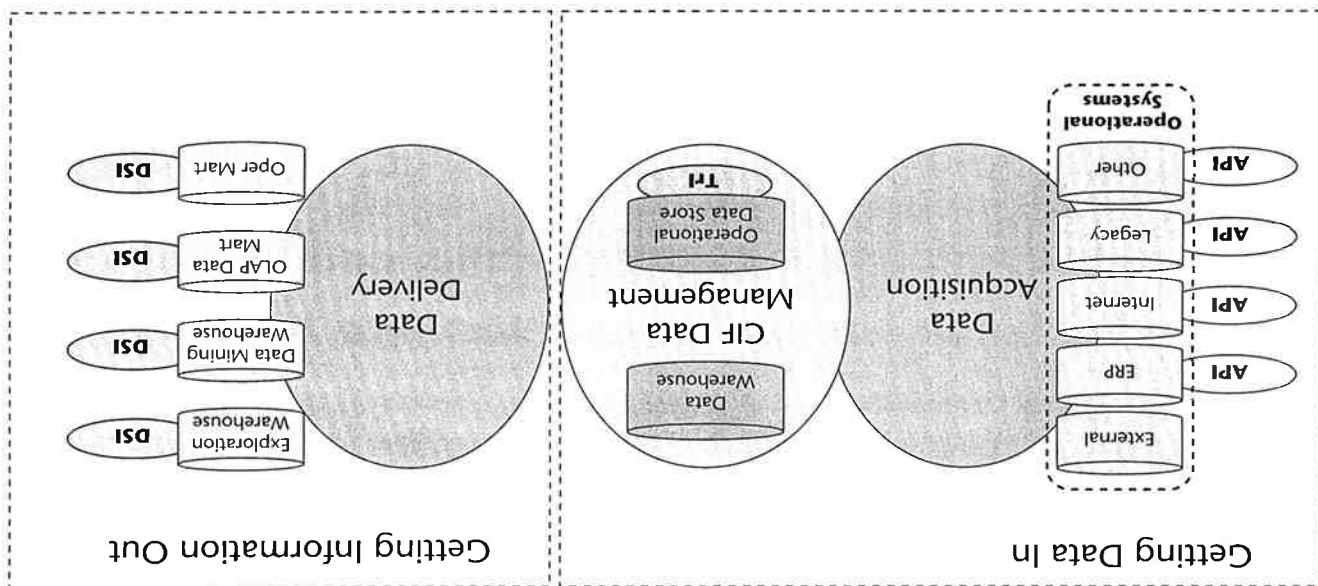 Getting Data In
External
ERP
API
Internet
API
Legacy
API
Other
API
Operational
Systems
Data
Acquisition
Data
Warehouse
CIF Data
Management
Operational
Data Store
TrI
Getting Information Out
Data
Delivery
Exploration
Warehouse
DSI
Data Mining
Warehouse
DSI
OLAP Data
Mart
DSI
Oper Mart
DSI